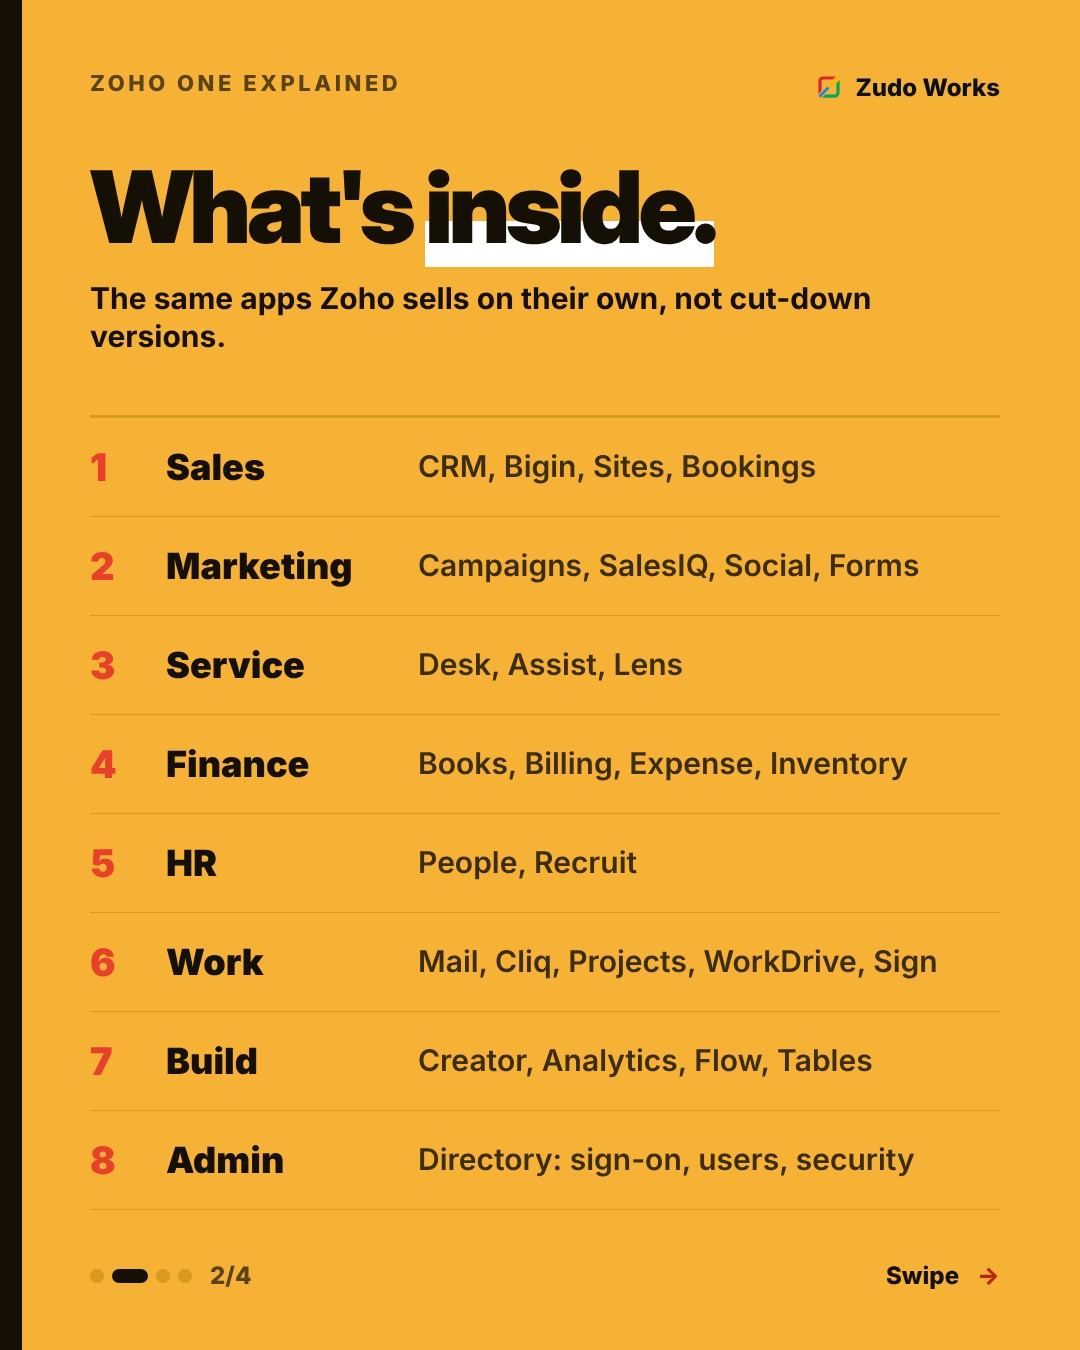 ZOHO ONE EXPLAINED
Zudo Works
What's inside.
The same apps Zoho sells on their own, not cut-down
versions.
1 Sales CRM, Bigin, Sites, Bookings
2 Marketing Campaigns, SalesIQ, Social, Forms
3 Service Desk, Assist, Lens
4 Finance Books, Billing, Expense, Inventory
5 HR People, Recruit
6 Work Mail, Cliq, Projects, WorkDrive, Sign
7 Build Creator, Analytics, Flow, Tables
8 Admin Directory: sign-on, users, security
2/4
Swipe →